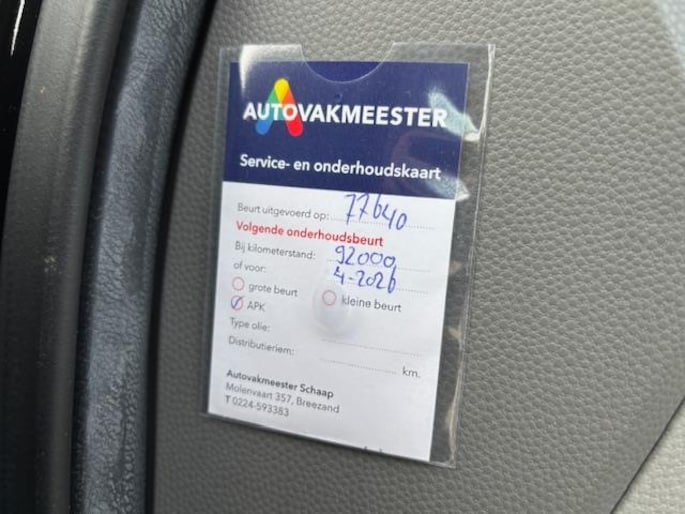 AUTOVAKMEESTER
Service- en onderhoudskaart
Beurt uitgevoerd op: 77640
Volgende onderhoudsbeurt
Bij kilometerstand: 92000
of voor: 4-2026
grote beurt kleine beurt
APK
Type olie:
Distributieriem: km.
Autovakmeester Schaap
Molenvaart 357, Breezand
T 0224-593383